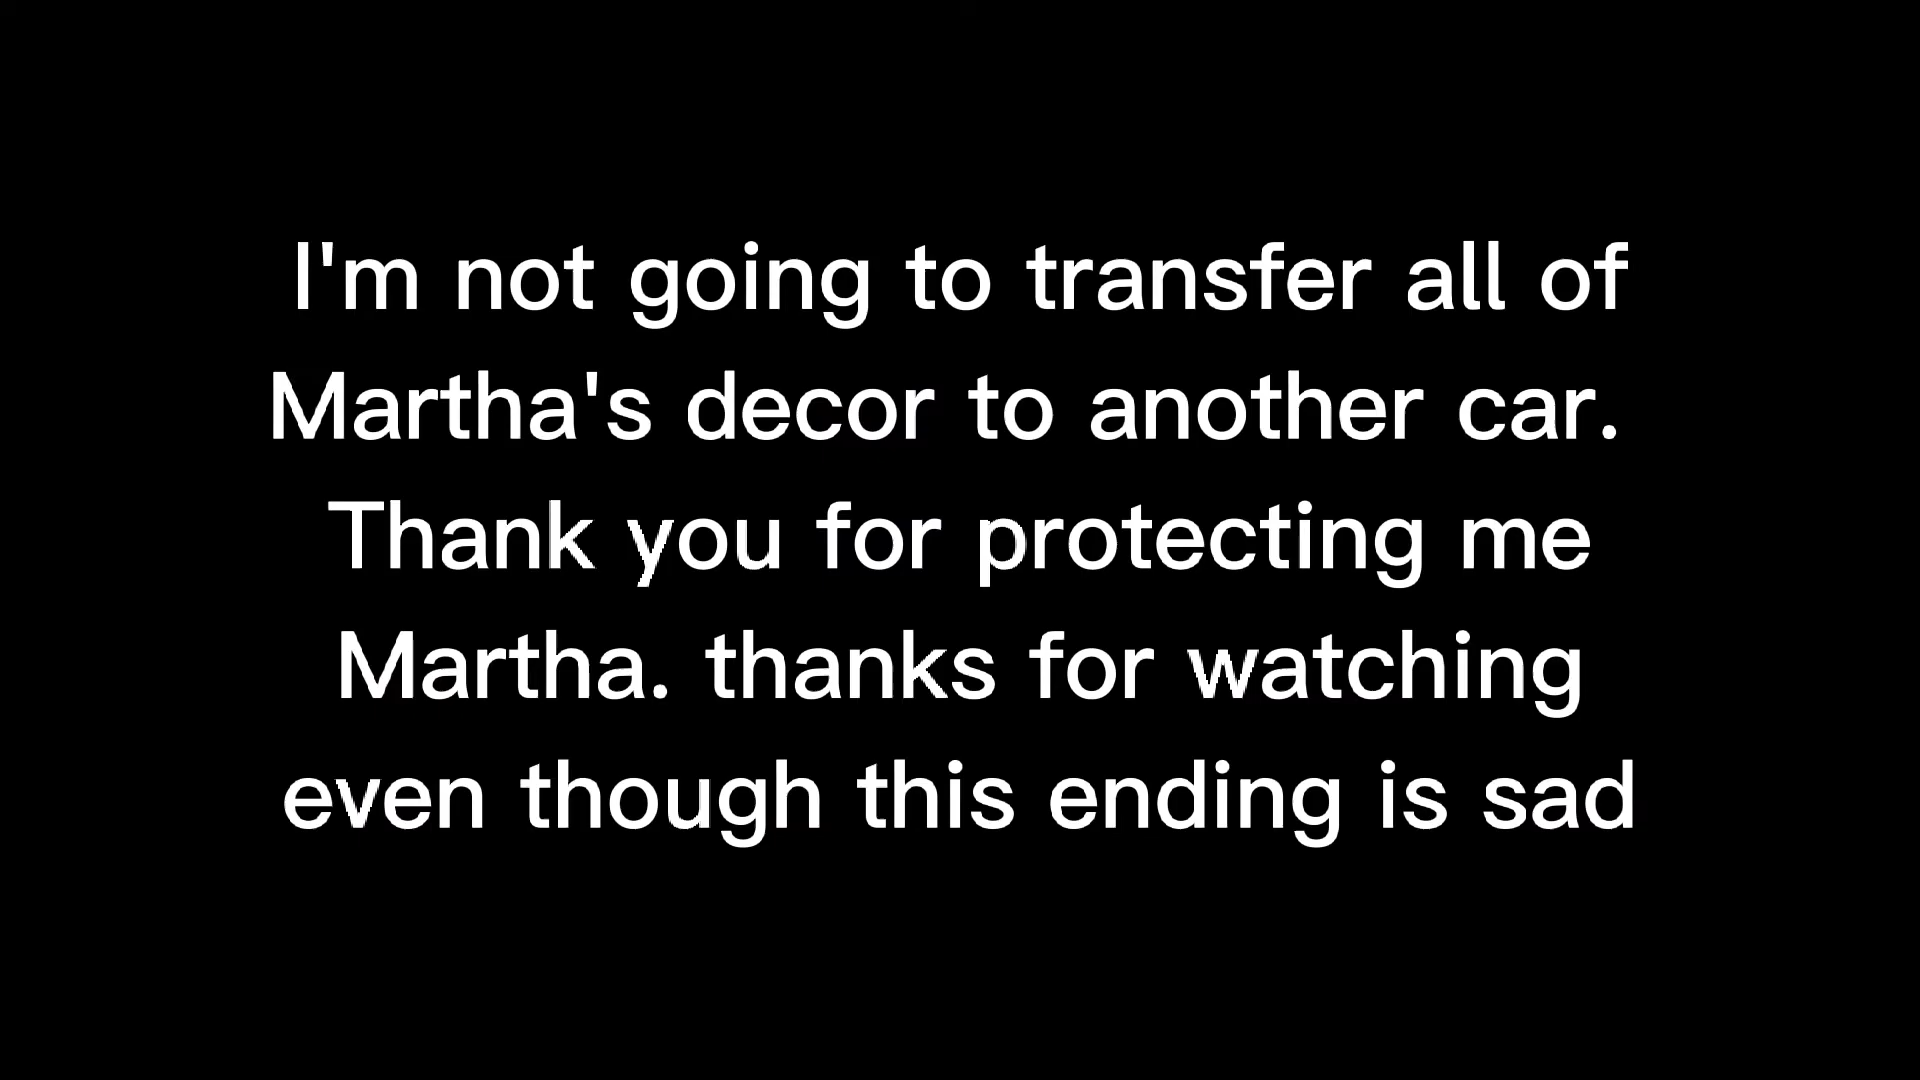 I'm not going to transfer all of
Martha's decor to another car.
Thank you for protecting me
Martha. thanks for watching
even though this ending is sad